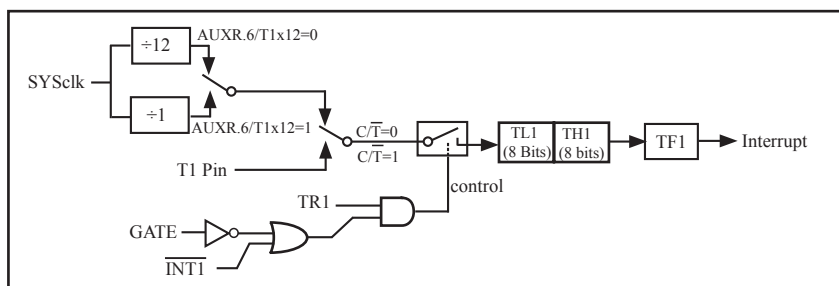 ÷12
AUXR.6/T1x12=0
SYSclk
÷1
AUXR.6/T1x12=1
C/T̅=0
C/T̅=1
T1 Pin
TL1
(8 Bits)
TH1
(8 bits)
TF1
Interrupt
control
TR1
GATE
I̅N̅T̅1̅